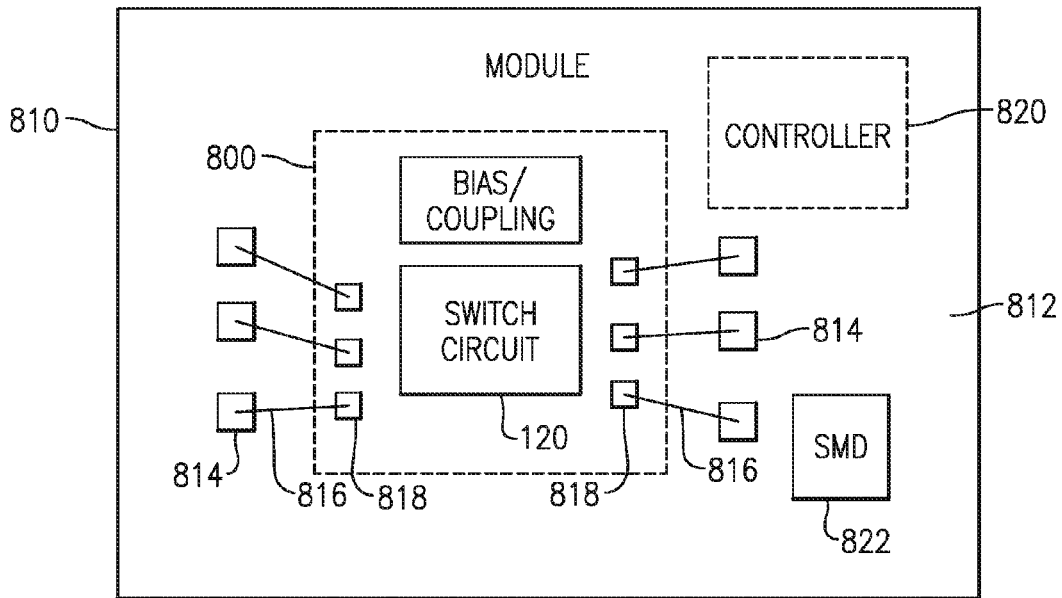 MODULE
810
CONTROLLER
820
800
BIAS/
COUPLING
812
SWITCH
CIRCUIT
814
120
SMD
814
816
818
818
816
822